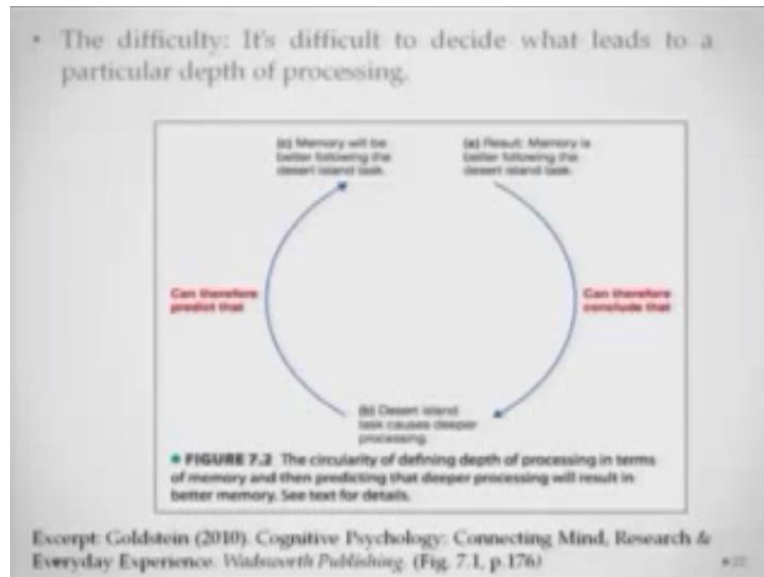 • The difficulty: It's difficult to decide what leads to a
particular depth of processing.
(c) Memory will be
better following the
desert island task.
(a) Result: Memory is
better following the
desert island task.
Can therefore
predict that
Can therefore
conclude that
(b) Desert island
task causes deeper
processing.
• FIGURE 7.2 The circularity of defining depth of processing in terms
of memory and then predicting that deeper processing will result in
better memory. See text for details.
Excerpt: Goldstein (2010). Cognitive Psychology: Connecting Mind, Research &
Everyday Experience. Wadsworth Publishing. (Fig. 7.1, p.176)